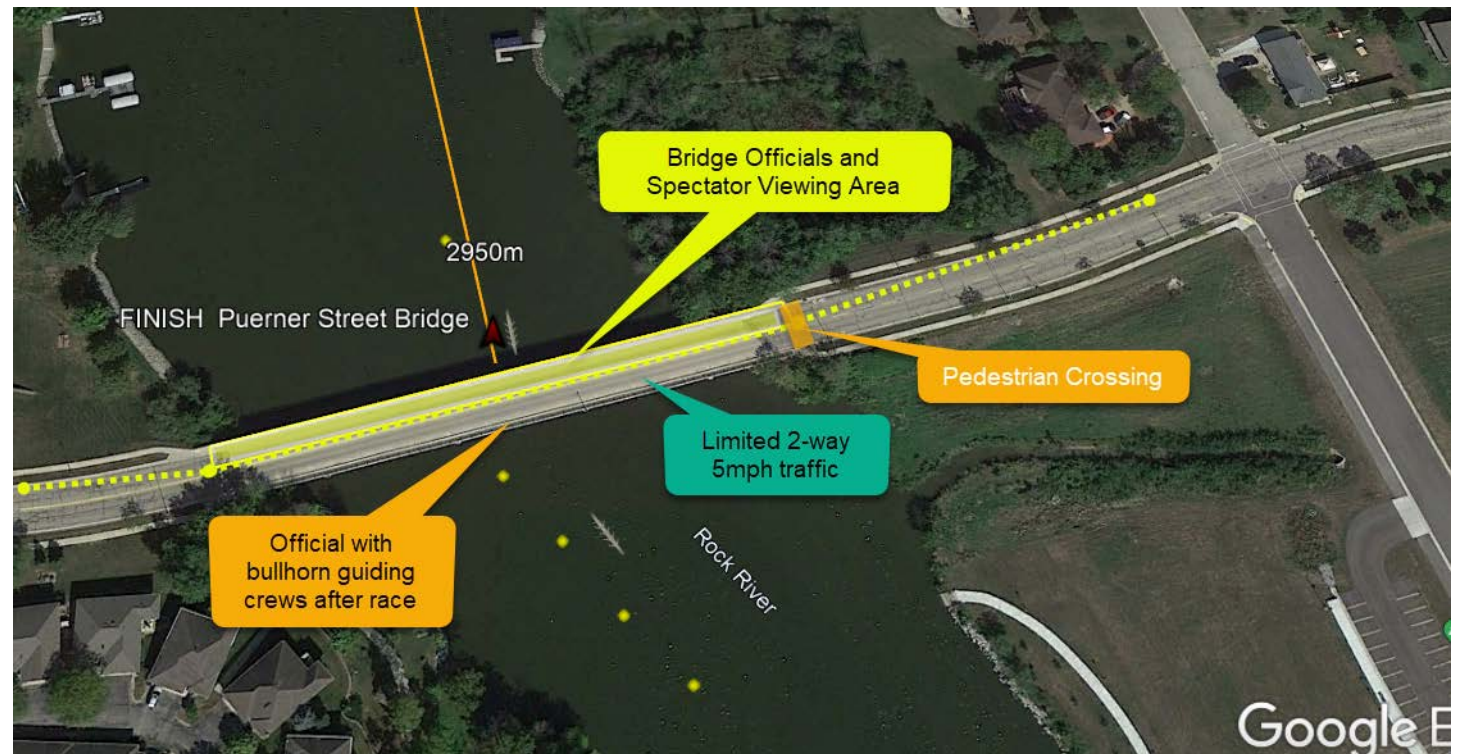 Bridge Officials and
Spectator Viewing Area
2950m
FINISH Puerner Street Bridge
Pedestrian Crossing
Limited 2-way
5mph traffic
Official with
bullhorn guiding
crews after race
Rock River
Google E